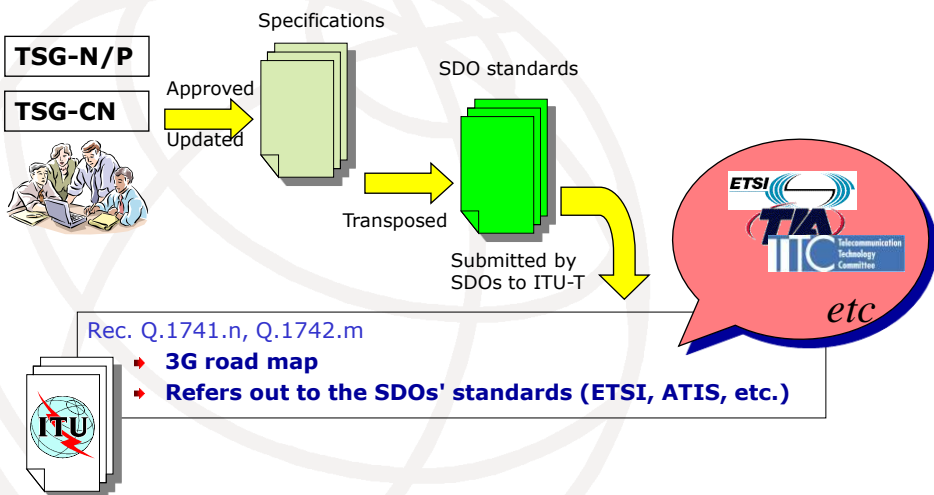 Specifications
TSG-N/P
SDO standards
Approved
TSG-CN
Updated
Transposed
Submitted by
SDOs to ITU-T
ETSI
TIA
TTC Telecommunication
Technology
Committee
etc
Rec. Q.1741.n, Q.1742.m
3G road map
Refers out to the SDOs' standards (ETSI, ATIS, etc.)
ITU